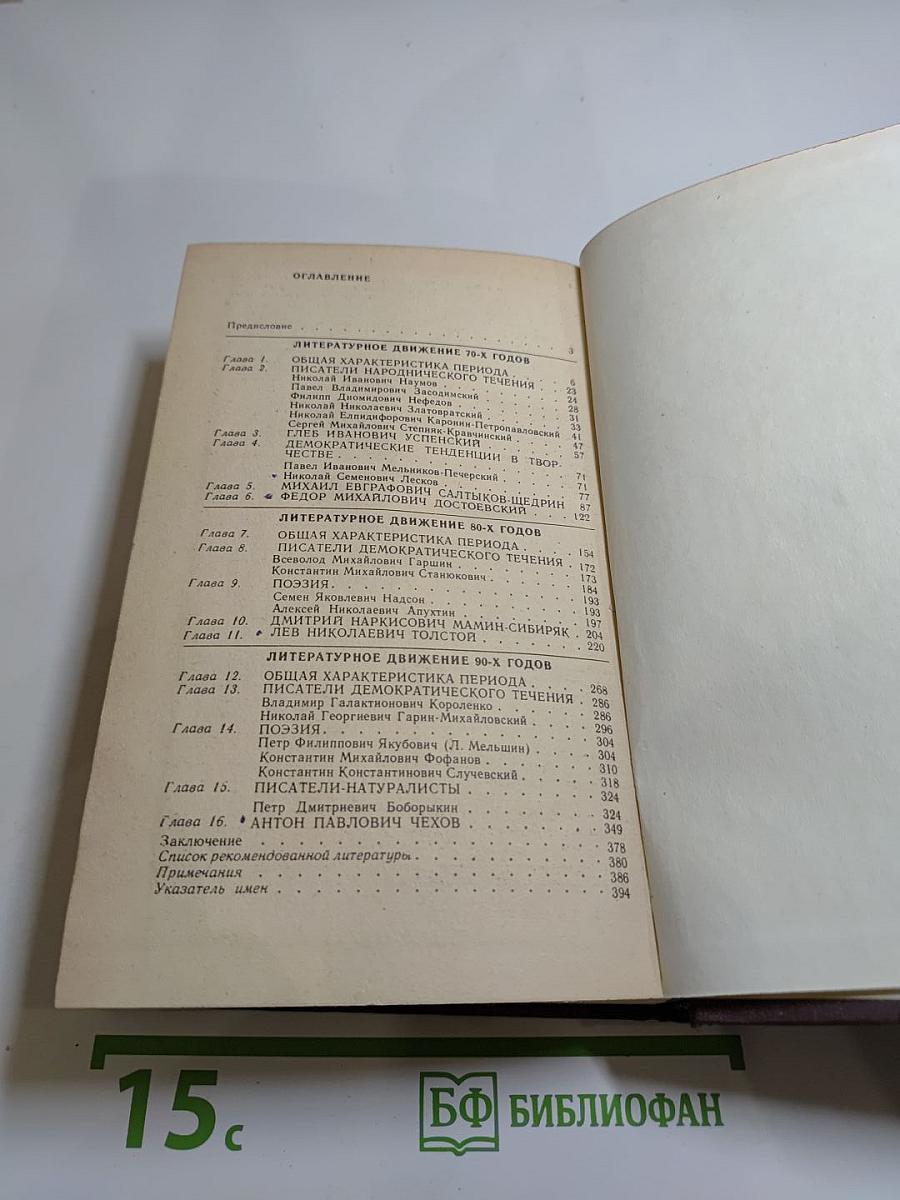 ОГЛАВЛЕНИЕ
Предисловие . . . . . . . . . . . . . . . . 3
ЛИТЕРАТУРНОЕ ДВИЖЕНИЕ 70-Х ГОДОВ
Глава 1. ОБЩАЯ ХАРАКТЕРИСТИКА ПЕРИОДА . . 6
Глава 2. ПИСАТЕЛИ НАРОДНИЧЕСКОГО ТЕЧЕНИЯ . . 23
Николай Иванович Наумов . . . . . . . 24
Павел Владимирович Засодимский . . . . . 28
Филипп Диомидович Нефедов . . . . . . . 31
Николай Николаевич Златовратский . . . . . 33
Николай Елпидифорович Каронин-Петропавловский 41
Сергей Михайлович Степняк-Кравчинский . . . 47
Глава 3. ГЛЕБ ИВАНОВИЧ УСПЕНСКИЙ . . . . . 57
Глава 4. ДЕМОКРАТИЧЕСКИЕ ТЕНДЕНЦИИ В ТВОР-
ЧЕСТВЕ . . . . . . . . . . . . 71
Павел Иванович Мельников-Печерский . . . . 71
Николай Семенович Лесков . . . . . . . 77
Глава 5. МИХАИЛ ЕВГРАФОВИЧ САЛТЫКОВ-ЩЕДРИН 87
Глава 6. ФЕДОР МИХАЙЛОВИЧ ДОСТОЕВСКИЙ . . . 122
ЛИТЕРАТУРНОЕ ДВИЖЕНИЕ 80-Х ГОДОВ
Глава 7. ОБЩАЯ ХАРАКТЕРИСТИКА ПЕРИОДА . . . . 154
Глава 8. ПИСАТЕЛИ ДЕМОКРАТИЧЕСКОГО ТЕЧЕНИЯ . 172
Всеволод Михайлович Гаршин . . . . . . . 173
Константин Михайлович Станюкович . . . . . 184
Глава 9. ПОЭЗИЯ . . . . . . . . . . . . 193
Семен Яковлевич Надсон . . . . . . . . 193
Алексей Николаевич Апухтин . . . . . . . 197
Глава 10. ДМИТРИЙ НАРКИСОВИЧ МАМИН-СИБИРЯК . 204
Глава 11. ЛЕВ НИКОЛАЕВИЧ ТОЛСТОЙ . . . . . . 220
ЛИТЕРАТУРНОЕ ДВИЖЕНИЕ 90-Х ГОДОВ
Глава 12. ОБЩАЯ ХАРАКТЕРИСТИКА ПЕРИОДА . . . . 268
Глава 13. ПИСАТЕЛИ ДЕМОКРАТИЧЕСКОГО ТЕЧЕНИЯ . 286
Владимир Галактионович Короленко . . . . . 286
Николай Георгиевич Гарин-Михайловский . . . . 296
Глава 14. ПОЭЗИЯ . . . . . . . . . . . . 304
Петр Филиппович Якубович (Л. Мельшин) . . . 304
Константин Михайлович Фофанов . . . . . . 310
Константин Константинович Случевский . . . . 318
Глава 15. ПИСАТЕЛИ-НАТУРАЛИСТЫ . . . . . . . 324
Петр Дмитриевич Боборыкин . . . . . . . 324
Глава 16. АНТОН ПАВЛОВИЧ ЧЕХОВ . . . . . . . 349
Заключение . . . . . . . . . . . . . . . 378
Список рекомендованной литературы . . . . . . . . 380
Примечания . . . . . . . . . . . . . . . 386
Указатель имен . . . . . . . . . . . . . . 394
15 с
БФ БИБЛИОФАН